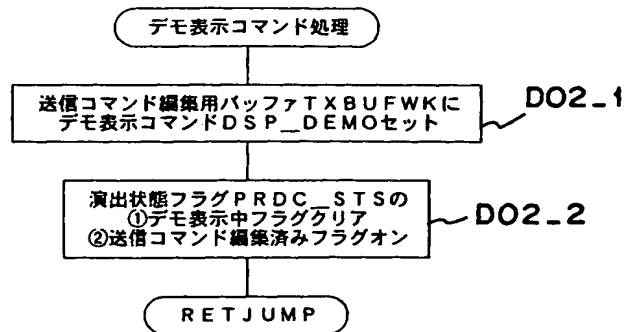 デモ表示コマンド処理
送信コマンド編集用バッファTXBUFWKに
デモ表示コマンドDSP__DEMOセット
DO2_1
演出状態フラグPRDC_STSの
①デモ表示中フラグクリア
②送信コマンド編集済みフラグオン
DO2_2
RETJUMP